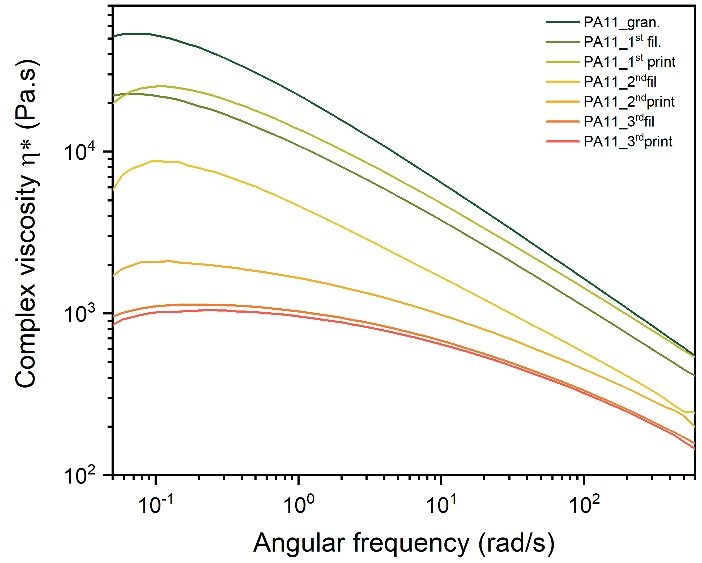 PA11_gran.
PA11_1st fil.
PA11_1st print
PA11_2ndfil
PA11_2ndprint
PA11_3rdfil
PA11_3rdprint
Complex viscosity η* (Pa.s)
10^4
10^3
10^2
10^-1
10^0
10^1
10^2
Angular frequency (rad/s)